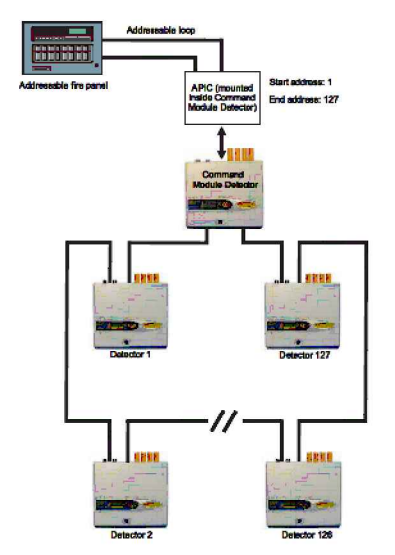 Addressable loop
Addressable fire panel
APIC (mounted
Inside Command
Module Detector)
Start address: 1
End address: 127
Command
Module Detector
Detector 1
Detector 127
Detector 2
Detector 126